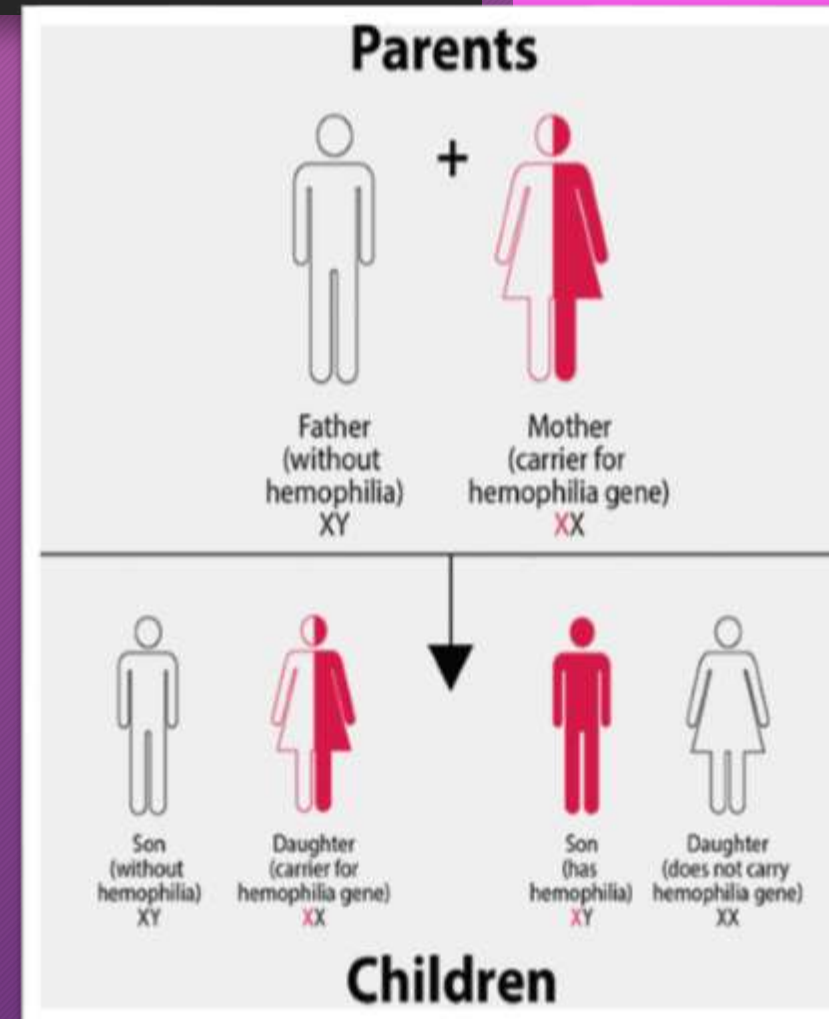 Parents
+
Father
(without
hemophilia)
XY
Mother
(carrier for
hemophilia gene)
XX
Son
(without
hemophilia)
XY
Daughter
(carrier for
hemophilia gene)
XX
Son
(has
hemophilia)
XY
Daughter
(does not carry
hemophilia gene)
XX
Children